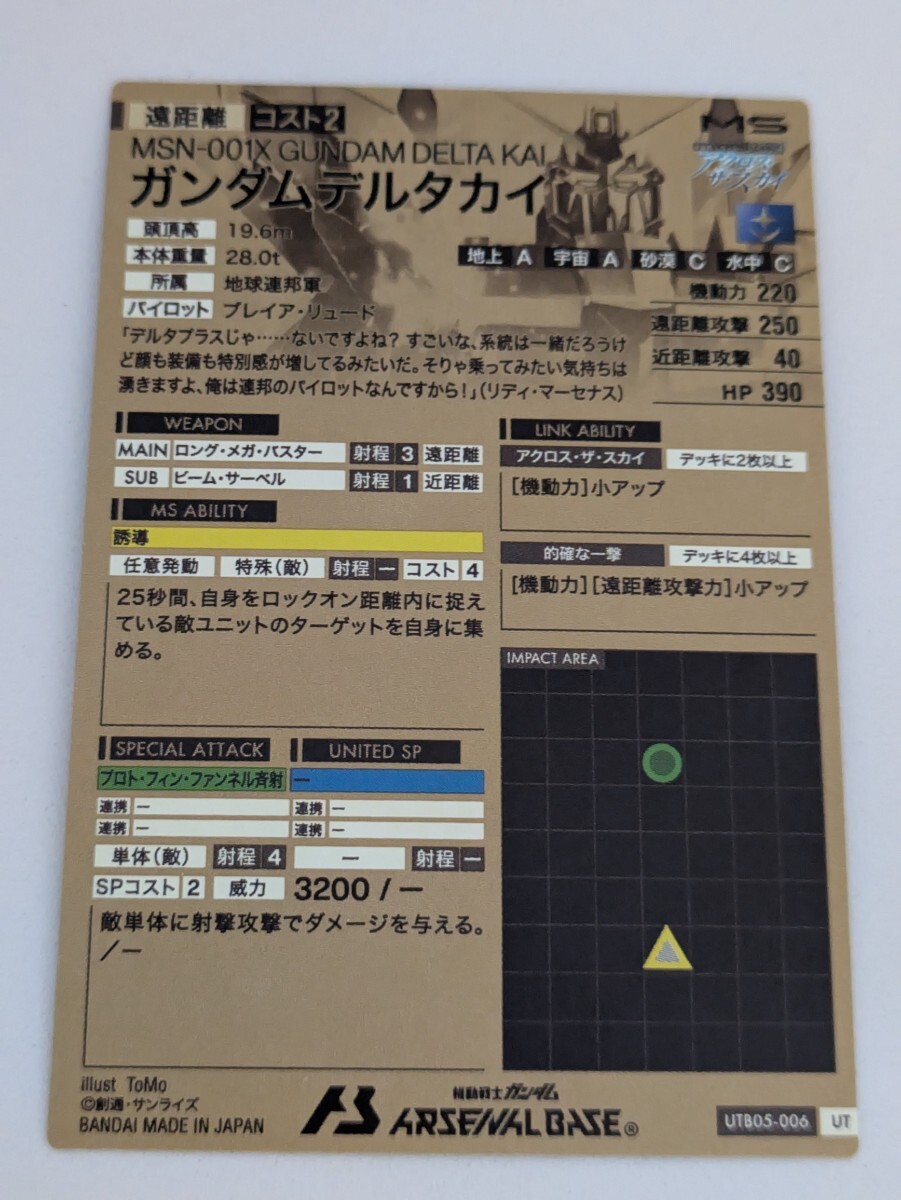 遠距離 コスト2
MS
アクロス・ザ・スカイ
MSN-001X GUNDAM DELTA KAI
ガンダムデルタカイ
頭頂高 19.6m
本体重量 28.0t
所属 地球連邦軍
パイロット ブレイア・リュード
地上 A 宇宙 A 砂漠 C 水中 C
機動力 220
遠距離攻撃 250
近距離攻撃 40
HP 390
「デルタプラスじゃ……ないですよね? すごいな、系統は一緒だろうけ
ど顔も装備も特別感が増してるみたいだ。そりゃ乗ってみたい気持ちは
湧きますよ、俺は連邦のパイロットなんですから!」(リディ・マーセナス)
WEAPON
MAIN ロング・メガ・バスター 射程 3 遠距離
SUB ビーム・サーベル 射程 1 近距離
MS ABILITY
誘導
任意発動 特殊(敵) 射程 ー コスト 4
25秒間、自身をロックオン距離内に捉え
ている敵ユニットのターゲットを自身に集
める。
LINK ABILITY
アクロス・ザ・スカイ デッキに2枚以上
[機動力]小アップ
的確な一撃 デッキに4枚以上
[機動力][遠距離攻撃力]小アップ
IMPACT AREA
SPECIAL ATTACK UNITED SP
プロト・フィン・ファンネル斉射 ー
連携 ー 連携 ー
連携 ー 連携 ー
単体(敵) 射程 4 ー 射程 ー
SPコスト 2 威力 3200 / ー
敵単体に射撃攻撃でダメージを与える。
/ー
illust ToMo
©創通・サンライズ
BANDAI MADE IN JAPAN
機動戦士ガンダム
ARSENAL BASE®
UTB05-006 UT